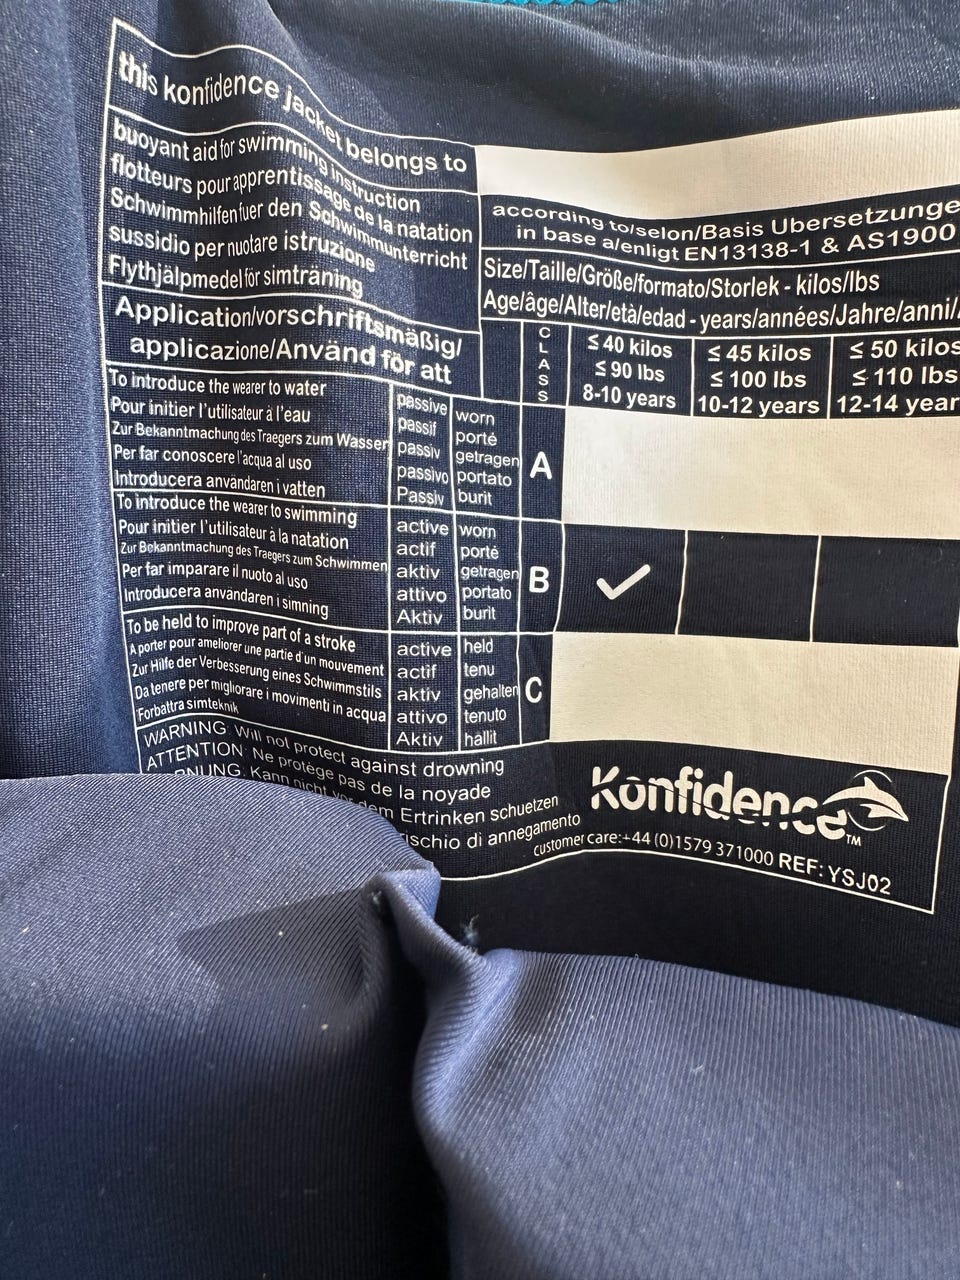 this konfidence jacket belongs to
buoyant aid for swimming instruction
flotteurs pour apprentissage de la natation
Schwimmhilfen fuer den Schwimmunterricht
sussidio per nuotare istruzione
Flythjälpmedel för simträning
according to/selon/Basis Ubersetzunge
in base a/enligt EN13138-1 & AS1900
Size/Taille/Größe/formato/Storlek - kilos/lbs
Age/âge/Alter/età/edad - years/années/Jahre/anni/
Application/vorschriftsmäßig/
applicazione/Använd för att
CLASS
≤ 40 kilos
≤ 90 lbs
8-10 years
≤ 45 kilos
≤ 100 lbs
10-12 years
≤ 50 kilos
≤ 110 lbs
12-14 year
To introduce the wearer to water
Pour initier l'utilisateur à l'eau
Zur Bekanntmachung des Traegers zum Wasser
Per far conoscere l'acqua al uso
Introducera användaren i vatten
passive worn
passif porté
passiv getragen
passivo portato
Passiv burit
A
To introduce the wearer to swimming
Pour initier l'utilisateur à la natation
Zur Bekanntmachung des Traegers zum Schwimmen
Per far imparare il nuoto al uso
Introducera anvandaren i simning
active worn
actif porté
aktiv getragen
attivo portato
Aktiv burit
B
✓
To be held to improve part of a stroke
A porter pour ameliorer une partie d'un mouvement
Zur Hilfe der Verbesserung eines Schwimmstils
Da tenere per migliorare i movimenti in acqua
Forbattra simteknik
active held
actif tenu
aktiv gehalten
attivo tenuto
Aktiv hallit
C
WARNING: Will not protect against drowning
ATTENTION: Ne protège pas de la noyade
RNUNG: Kann nicht vor dem Ertrinken schuetzen
ischio di annegamento
Konfidence™
customer care:+44 (0)1579 371000 REF: YSJ02